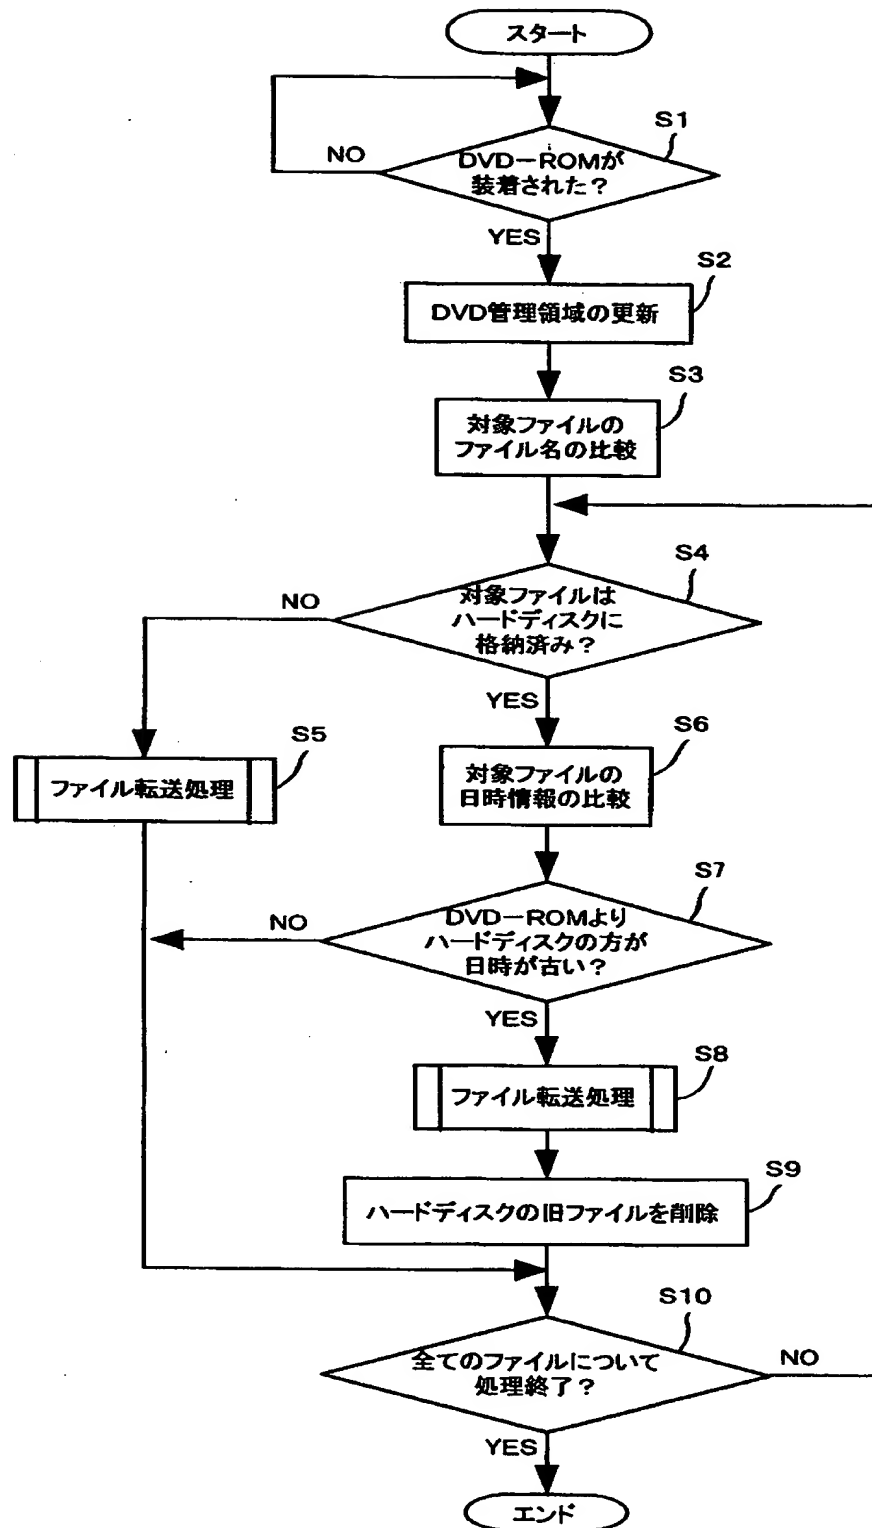 スタート
S1
DVD－ROMが
装着された？
NO
YES
S2
DVD管理領域の更新
S3
対象ファイルの
ファイル名の比較
S4
対象ファイルは
ハードディスクに
格納済み？
NO
YES
S5
ファイル転送処理
S6
対象ファイルの
日時情報の比較
S7
DVD－ROMより
ハードディスクの方が
日時が古い？
NO
YES
S8
ファイル転送処理
S9
ハードディスクの旧ファイルを削除
S10
全てのファイルについて
処理終了？
NO
YES
エンド